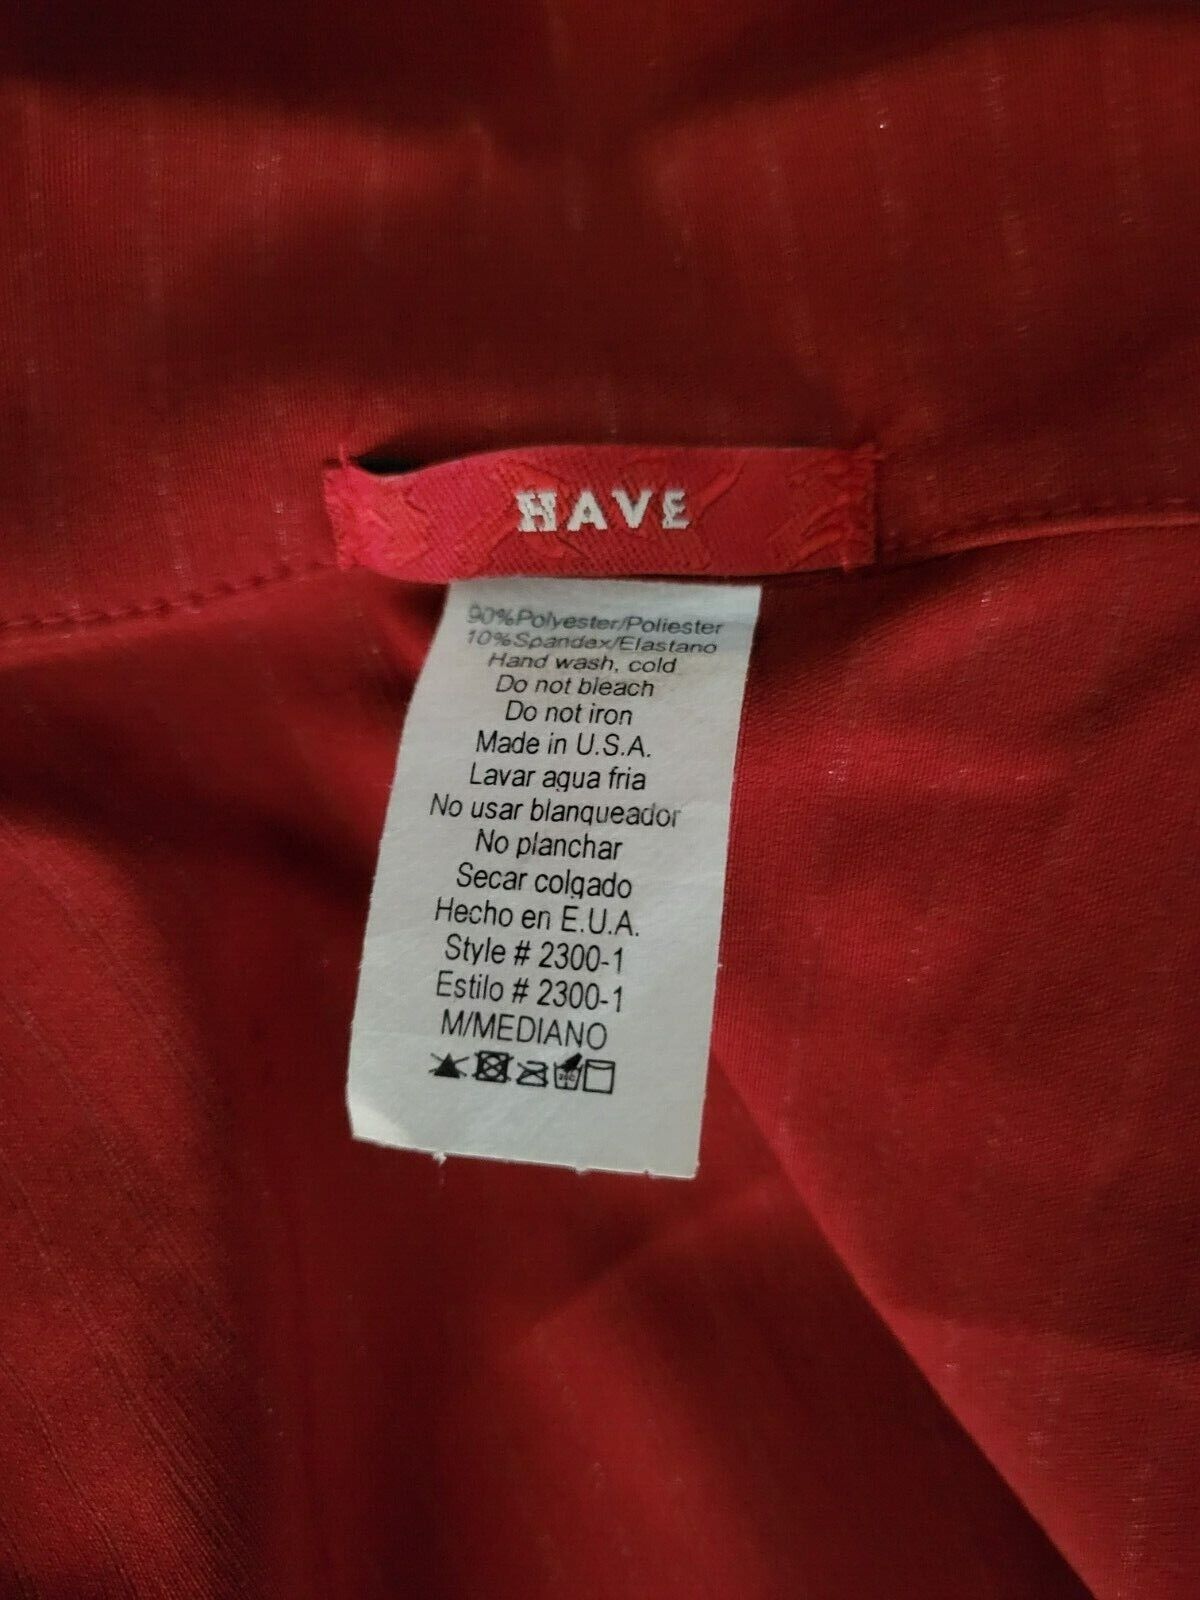 HAVE
90%Polyester/Poliester
10%Spandex/Elastano
Hand wash, cold
Do not bleach
Do not iron
Made in U.S.A.
Lavar agua fria
No usar blanqueador
No planchar
Secar colgado
Hecho en E.U.A.
Style # 2300-1
Estilo # 2300-1
M/MEDIANO